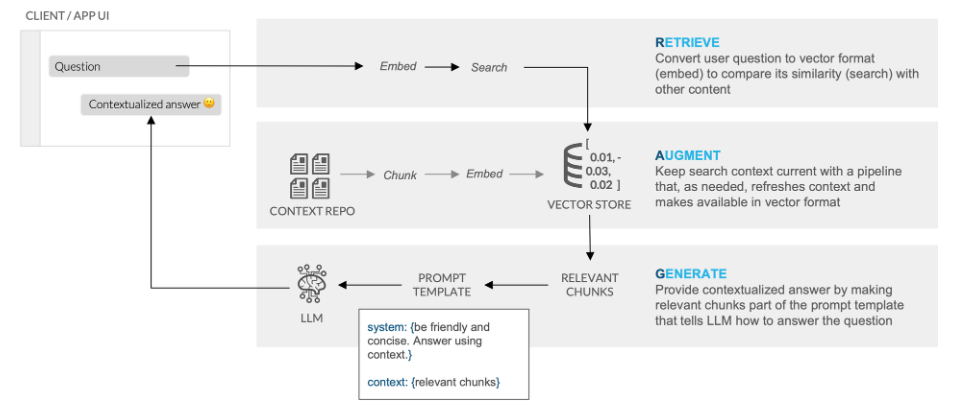 CLIENT / APP UI
Question
Contextualized answer 🙂
Embed
Search
RETRIEVE
Convert user question to vector format
(embed) to compare its similarity (search) with
other content
CONTEXT REPO
Chunk
Embed
[
0.01, -
0.03,
0.02 ]
VECTOR STORE
AUGMENT
Keep search context current with a pipeline
that, as needed, refreshes context and
makes available in vector format
LLM
PROMPT
TEMPLATE
RELEVANT
CHUNKS
GENERATE
Provide contextualized answer by making
relevant chunks part of the prompt template
that tells LLM how to answer the question
system: {be friendly and
concise. Answer using
context.}
context: {relevant chunks}